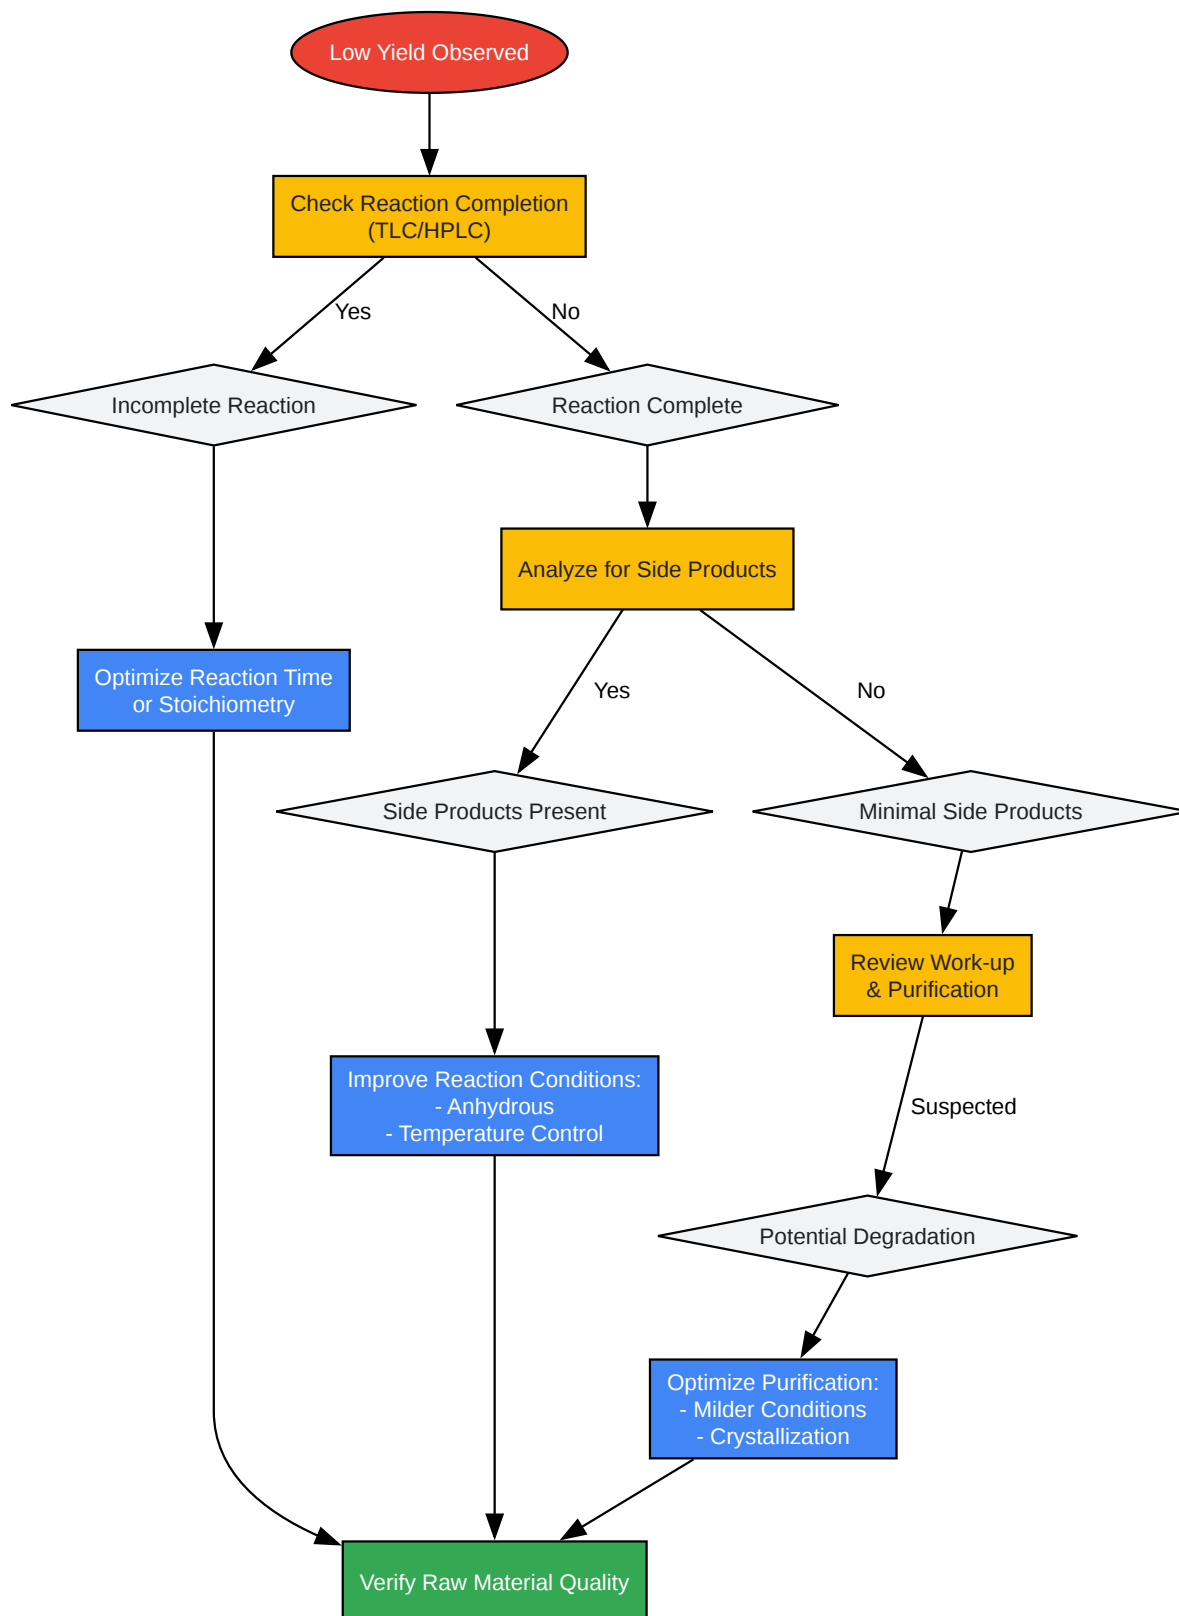 Low Yield Observed
Check Reaction Completion
(TLC/HPLC)
Yes
No
Incomplete Reaction
Reaction Complete
Analyze for Side Products
Optimize Reaction Time
or Stoichiometry
Yes
No
Side Products Present
Minimal Side Products
Review Work-up
& Purification
Improve Reaction Conditions:
- Anhydrous
- Temperature Control
Suspected
Potential Degradation
Optimize Purification:
- Milder Conditions
- Crystallization
Verify Raw Material Quality